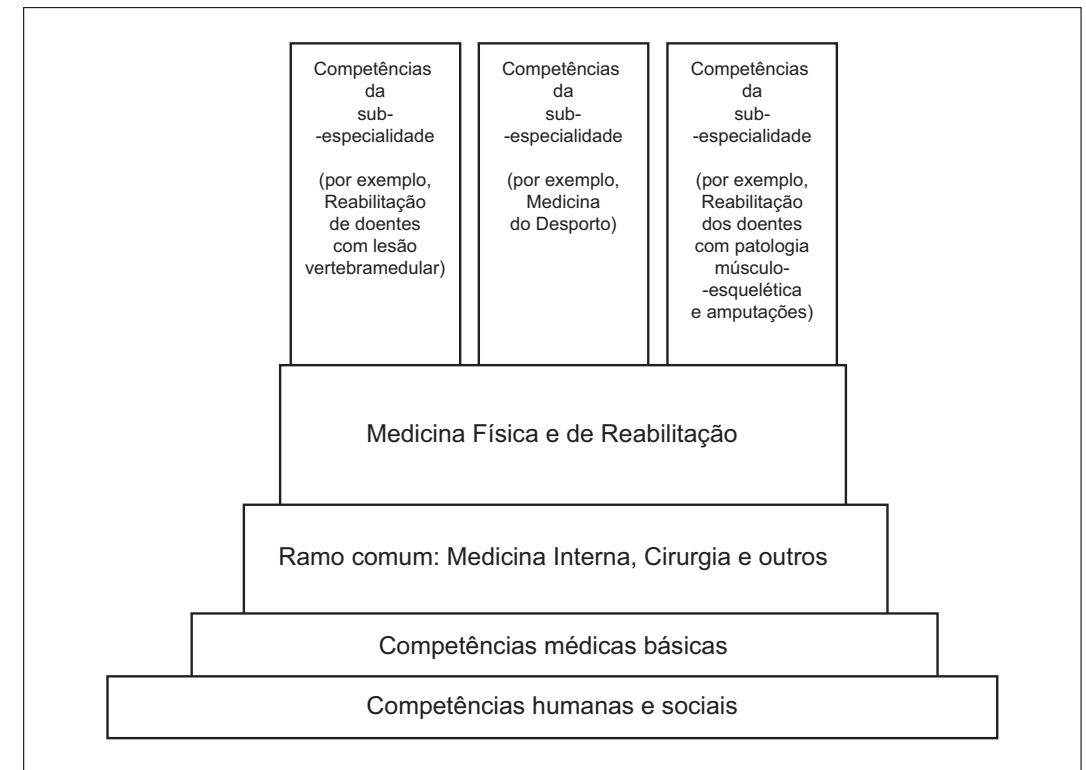 Competências
da
sub-
-especialidade
(por exemplo,
Reabilitação
de doentes
com lesão
vertebramedular)
Competências
da
sub-
-especialidade
(por exemplo,
Medicina
do Desporto)
Competências
da
sub-
-especialidade
(por exemplo,
Reabilitação
dos doentes
com patologia
músculo-
-esquelética
e amputações)
Medicina Física e de Reabilitação
Ramo comum: Medicina Interna, Cirurgia e outros
Competências médicas básicas
Competências humanas e sociais